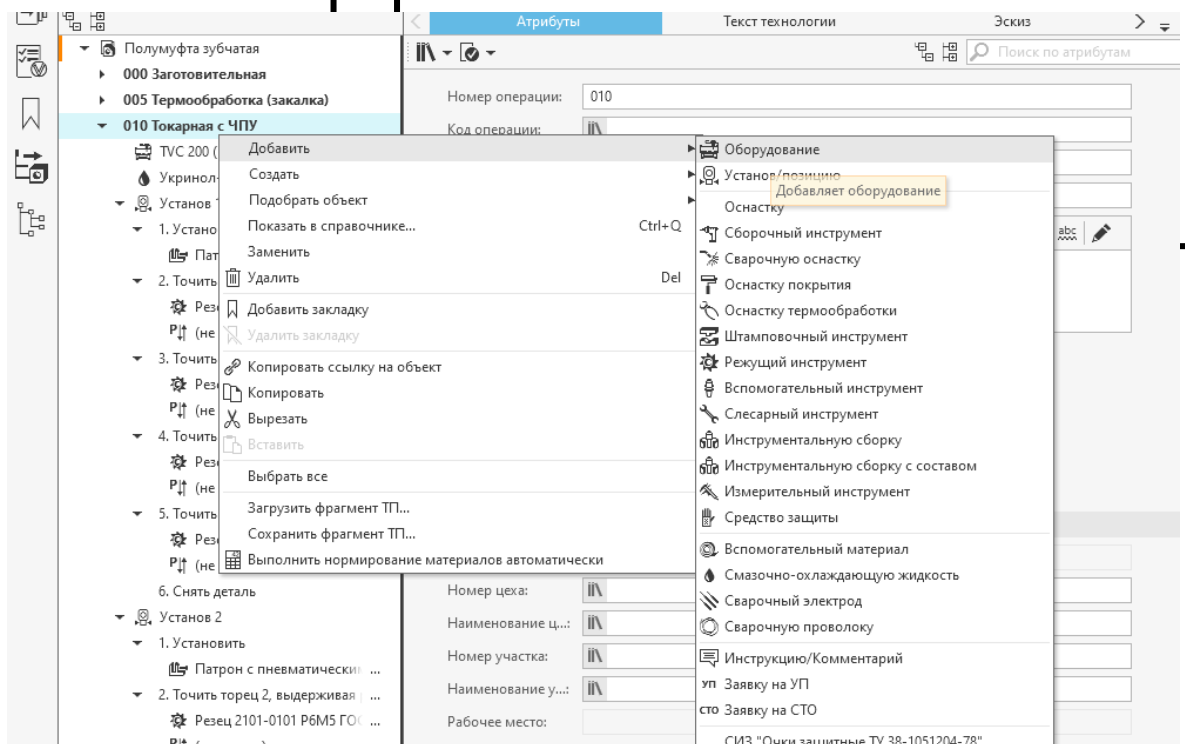 Атрибуты
Текст технологии
Эскиз
Поиск по атрибутам
Полумуфта зубчатая
000 Заготовительная
005 Термообработка (закалка)
010 Токарная с ЧПУ
TVC 200 (
Укринол-
Установ
1. Устано
Пат
2. Точить
Рез
(не
3. Точить
Рез
(не
4. Точить
Рез
(не
5. Точить
Рез
(не
6. Снять деталь
Установ 2
1. Установить
Патрон с пневматически ...
2. Точить торец 2, выдерживая ...
Резец 2101-0101 Р6М5 ГОС ...
Номер операции:
010
Код операции:
Добавить
Создать
Подобрать объект
Показать в справочнике... Ctrl+Q
Заменить
Удалить Del
Добавить закладку
Удалить закладку
Копировать ссылку на объект
Копировать
Вырезать
Вставить
Выбрать все
Загрузить фрагмент ТП...
Сохранить фрагмент ТП...
Выполнить нормирование материалов автоматически
Оборудование
Установ/позицию
Добавляет оборудование
Оснастку
Сборочный инструмент
Сварочную оснастку
Оснастку покрытия
Оснастку термообработки
Штамповочный инструмент
Режущий инструмент
Вспомогательный инструмент
Слесарный инструмент
Инструментальную сборку
Инструментальную сборку с составом
Измерительный инструмент
Средство защиты
Вспомогательный материал
Смазочно-охлаждающую жидкость
Сварочный электрод
Сварочную проволоку
Инструкцию/Комментарий
УП Заявку на УП
СТО Заявку на СТО
СИЗ "Очки защитные ТУ 38-1051204-78"
abc
Номер цеха:
Наименование ц...:
Номер участка:
Наименование у...:
Рабочее место: